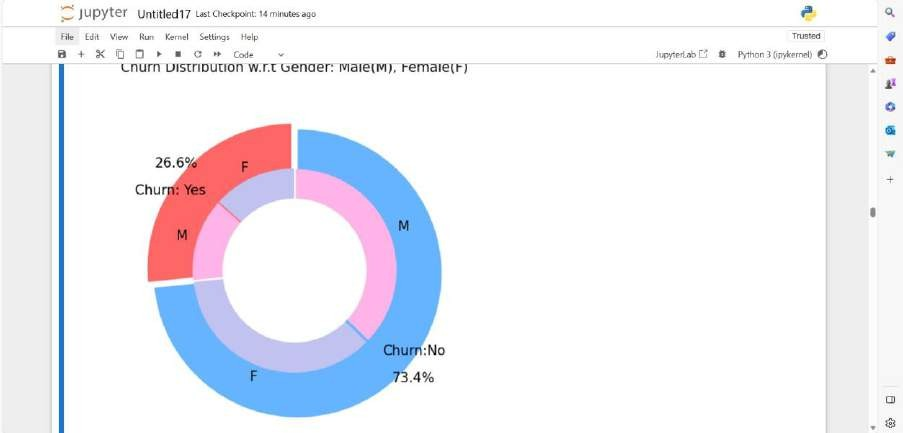 jupyter Untitled17 Last Checkpoint: 14 minutes ago
File Edit View Run Kernel Settings Help
Trusted
Code
JupyterLab
Python 3 (ipykernel)
Churn Distribution w.r.t Gender: Male(M), Female(F)
26.6%
F
Churn: Yes
M
M
Churn:No
F
73.4%